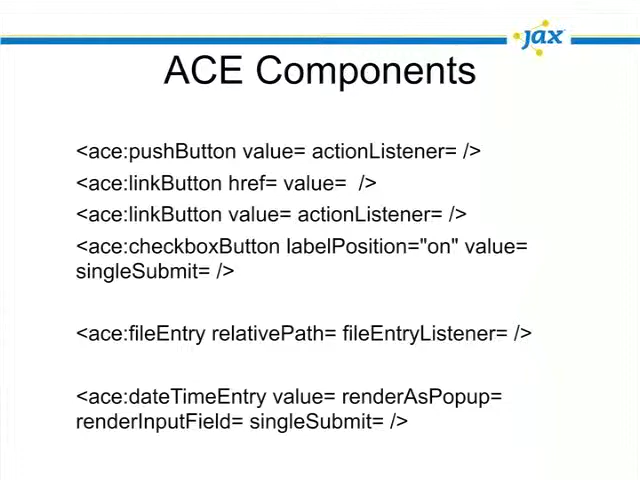 jax
ACE Components
<ace:pushButton value= actionListener= />
<ace:linkButton href= value=  />
<ace:linkButton value= actionListener= />
<ace:checkboxButton labelPosition="on" value=
singleSubmit= />
<ace:fileEntry relativePath= fileEntryListener= />
<ace:dateTimeEntry value= renderAsPopup=
renderInputField= singleSubmit= />